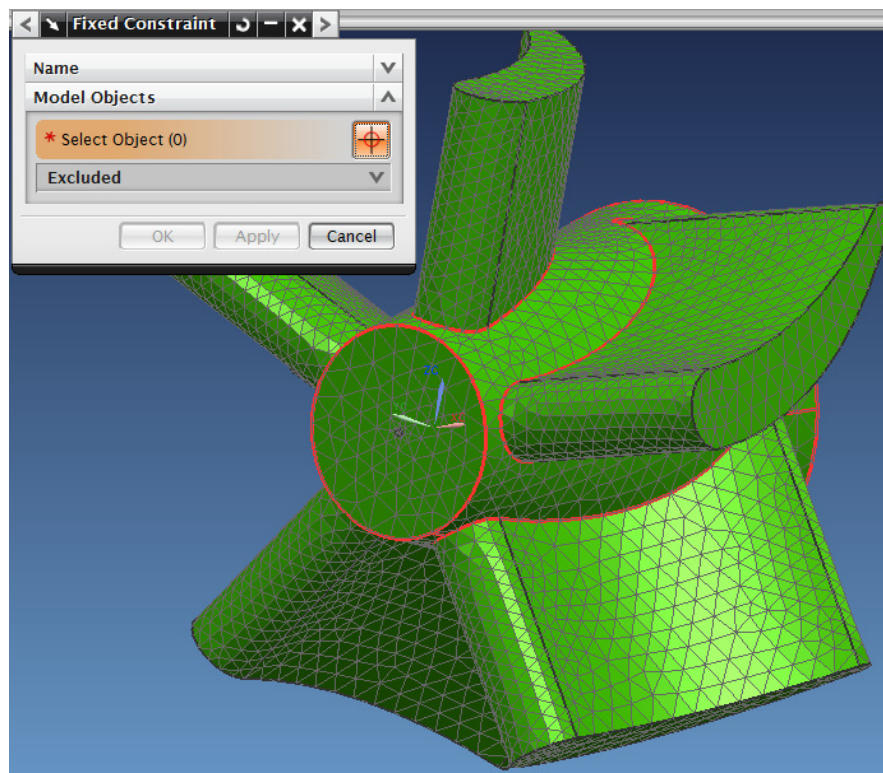 Fixed Constraint
Name
Model Objects
* Select Object (0)
Excluded
OK Apply Cancel